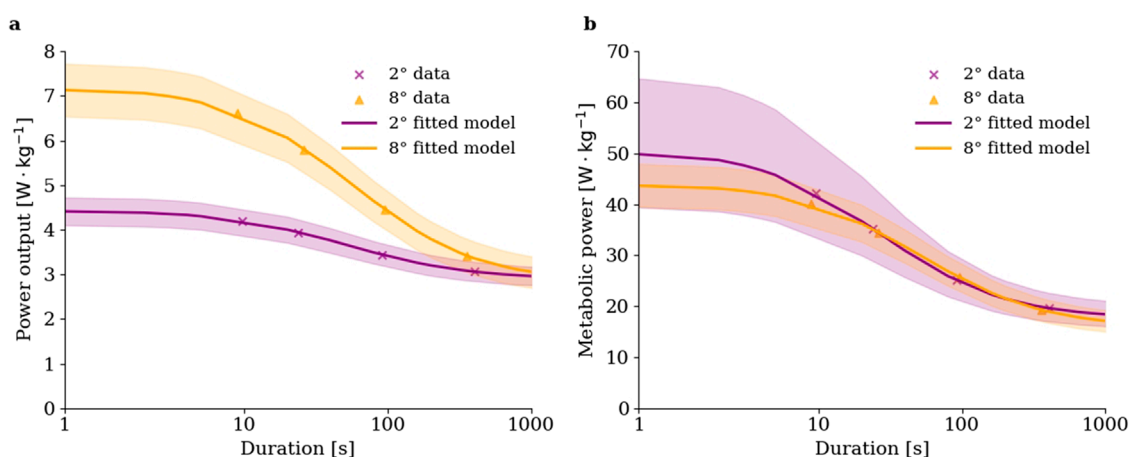 a
Power output [W · kg⁻¹]
8
7
6
5
4
3
2
1
0
1
10
100
1000
Duration [s]
2° data
8° data
2° fitted model
8° fitted model
b
Metabolic power [W · kg⁻¹]
70
60
50
40
30
20
10
0
1
10
100
1000
Duration [s]
2° data
8° data
2° fitted model
8° fitted model